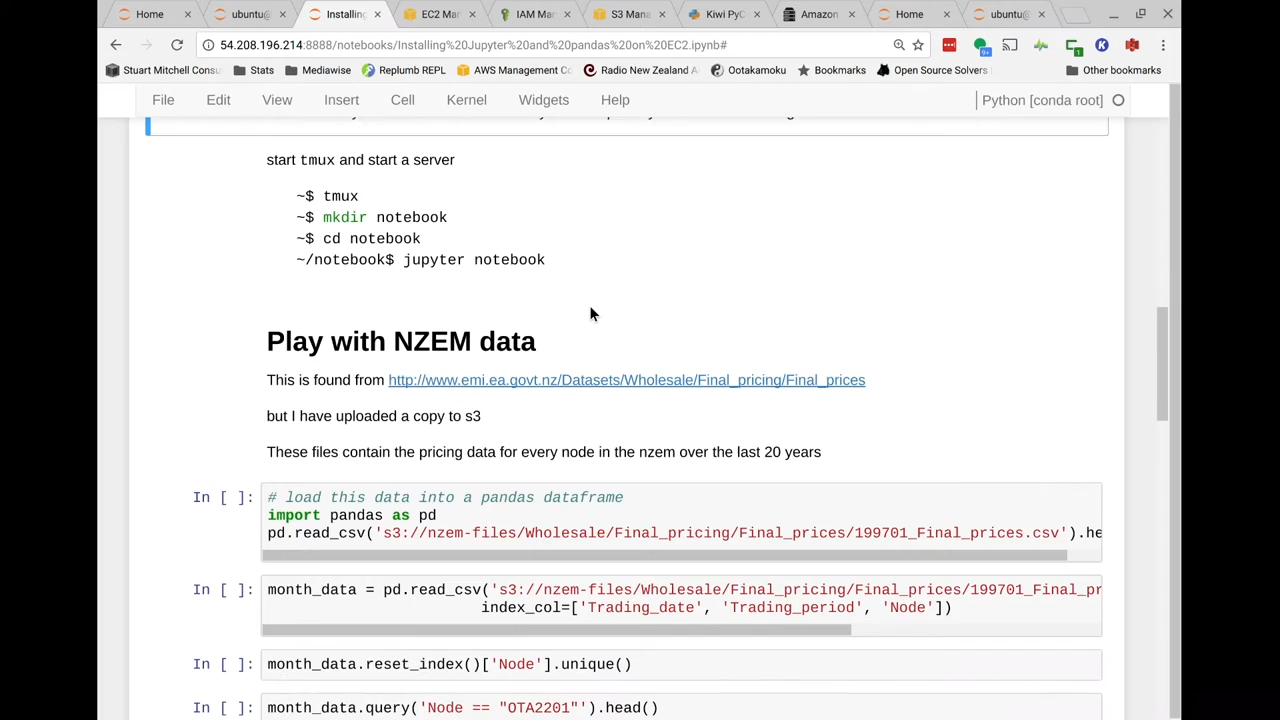 Home
ubuntu@
Installing
EC2 Mar
IAM Mar
S3 Mana
Kiwi PyC
Amazon
Home
ubuntu@
54.208.196.214:8888/notebooks/Installing%20Jupyter%20and%20pandas%20on%20EC2.ipynb#
9+
1
Stuart Mitchell Consu
Stats
Mediawise
Replumb REPL
AWS Management Co
Radio New Zealand A
Ootakamoku
Bookmarks
Open Source Solvers
Other bookmarks
File Edit View Insert Cell Kernel Widgets Help
Python [conda root]
start tmux and start a server
~$ tmux
~$ mkdir notebook
~$ cd notebook
~/notebook$ jupyter notebook
Play with NZEM data
This is found from http://www.emi.ea.govt.nz/Datasets/Wholesale/Final_pricing/Final_prices
but I have uploaded a copy to s3
These files contain the pricing data for every node in the nzem over the last 20 years
In [ ]: # load this data into a pandas dataframe
import pandas as pd
pd.read_csv('s3://nzem-files/Wholesale/Final_pricing/Final_prices/199701_Final_prices.csv').he
In [ ]: month_data = pd.read_csv('s3://nzem-files/Wholesale/Final_pricing/Final_prices/199701_Final_pr
index_col=['Trading_date', 'Trading_period', 'Node'])
In [ ]: month_data.reset_index()['Node'].unique()
In [ ]: month_data.query('Node == "OTA2201"').head()